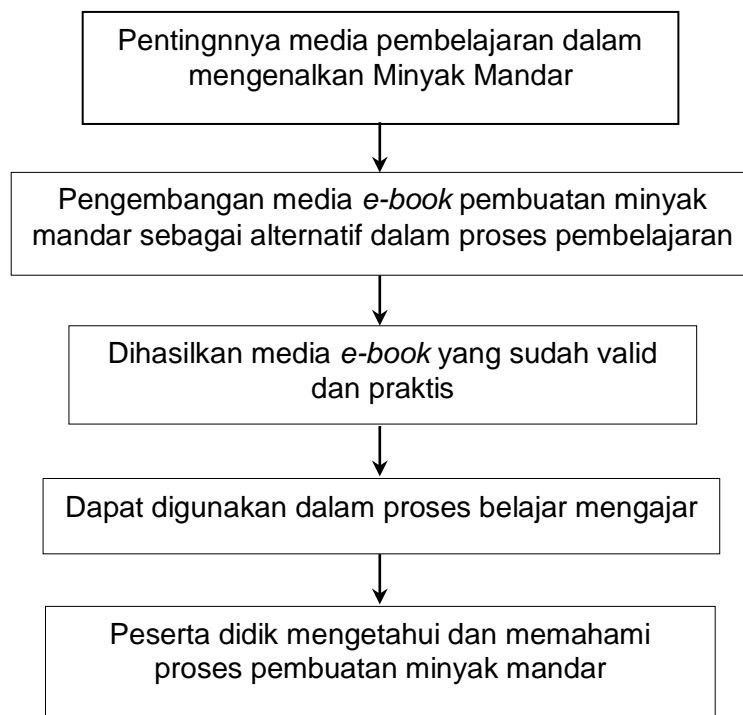 Pentingnnya media pembelajaran dalam
mengenalkan Minyak Mandar
Pengembangan media e-book pembuatan minyak
mandar sebagai alternatif dalam proses pembelajaran
Dihasilkan media e-book yang sudah valid
dan praktis
Dapat digunakan dalam proses belajar mengajar
Peserta didik mengetahui dan memahami
proses pembuatan minyak mandar